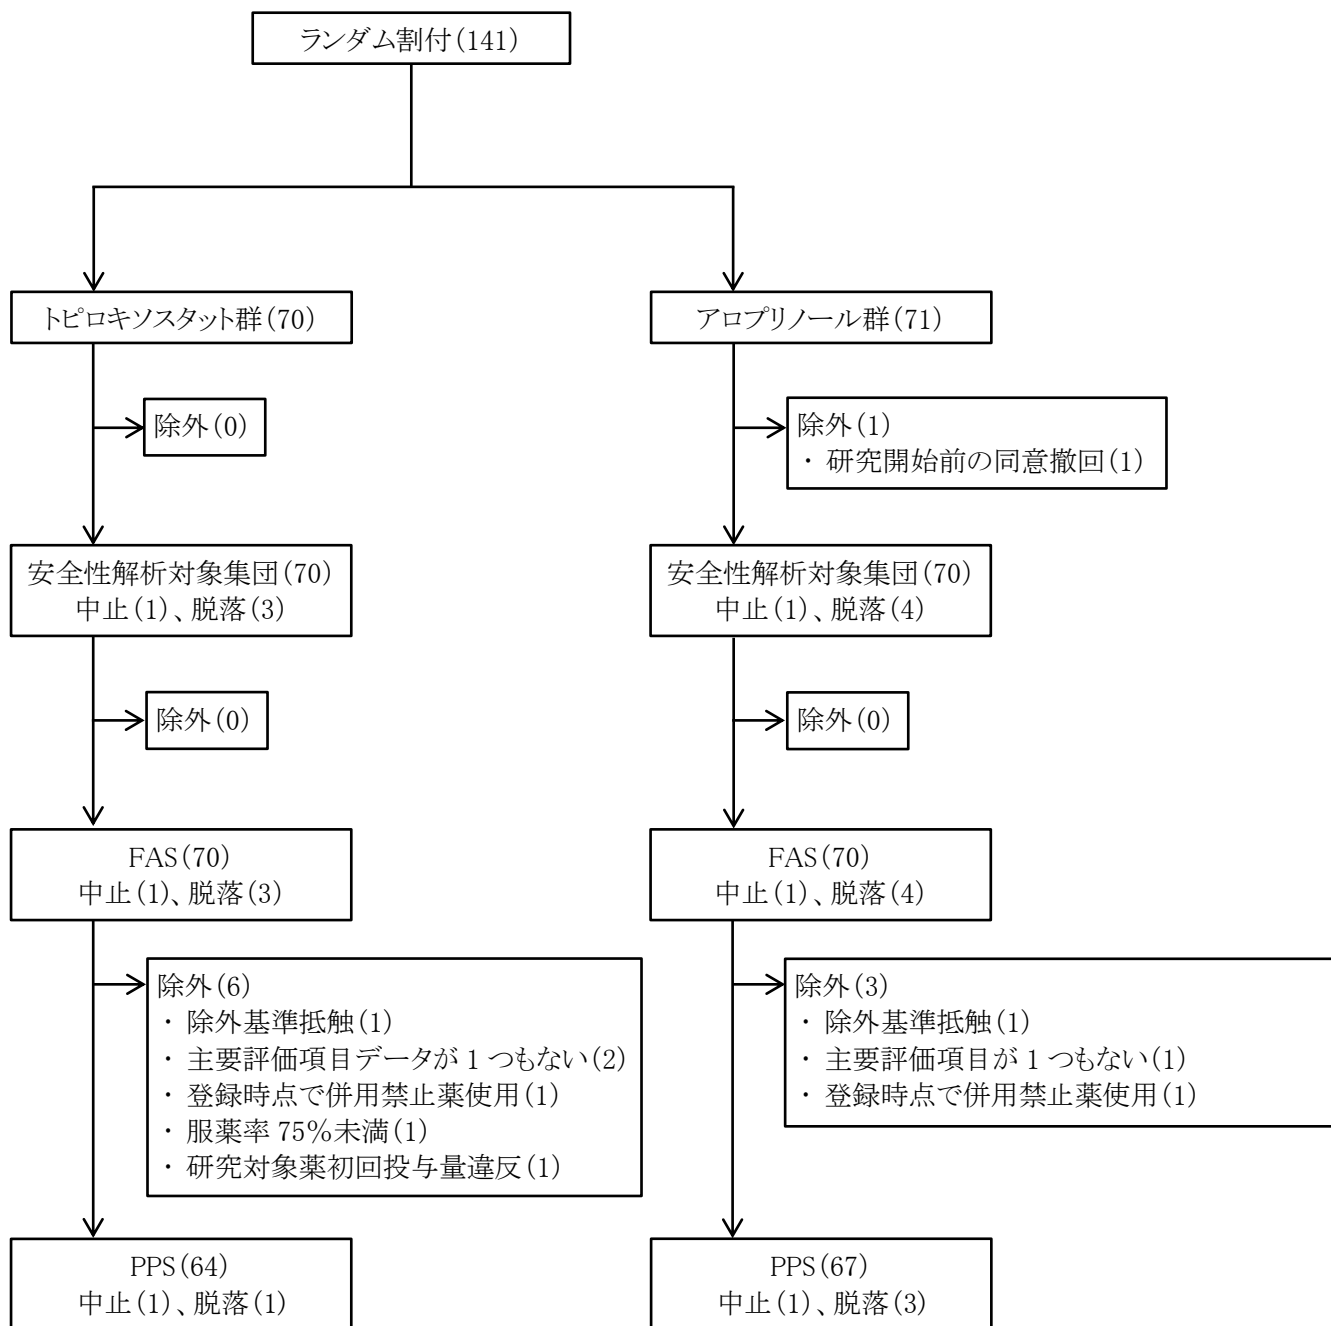 ランダム割付(141)
トピロキソスタット群(70)
アロプリノール群(71)
除外(0)
除外(1)
・ 研究開始前の同意撤回(1)
安全性解析対象集団(70)
中止(1)、脱落(3)
安全性解析対象集団(70)
中止(1)、脱落(4)
除外(0)
除外(0)
FAS(70)
中止(1)、脱落(3)
FAS(70)
中止(1)、脱落(4)
除外(6)
・ 除外基準抵触(1)
・ 主要評価項目データが 1 つもない(2)
・ 登録時点で併用禁止薬使用(1)
・ 服薬率 75%未満(1)
・ 研究対象薬初回投与量違反(1)
除外(3)
・ 除外基準抵触(1)
・ 主要評価項目が 1 つもない(1)
・ 登録時点で併用禁止薬使用(1)
PPS(64)
中止(1)、脱落(1)
PPS(67)
中止(1)、脱落(3)